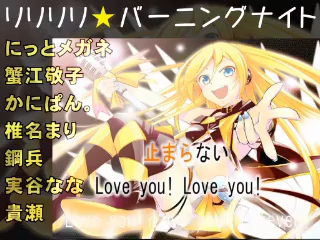 リリリリ★バーニングナイト
にっとメガネ
蟹江敬子
かにぱん。
椎名まり
鋼兵
実谷なな
貴瀬
止まらない
Love you! Love you!